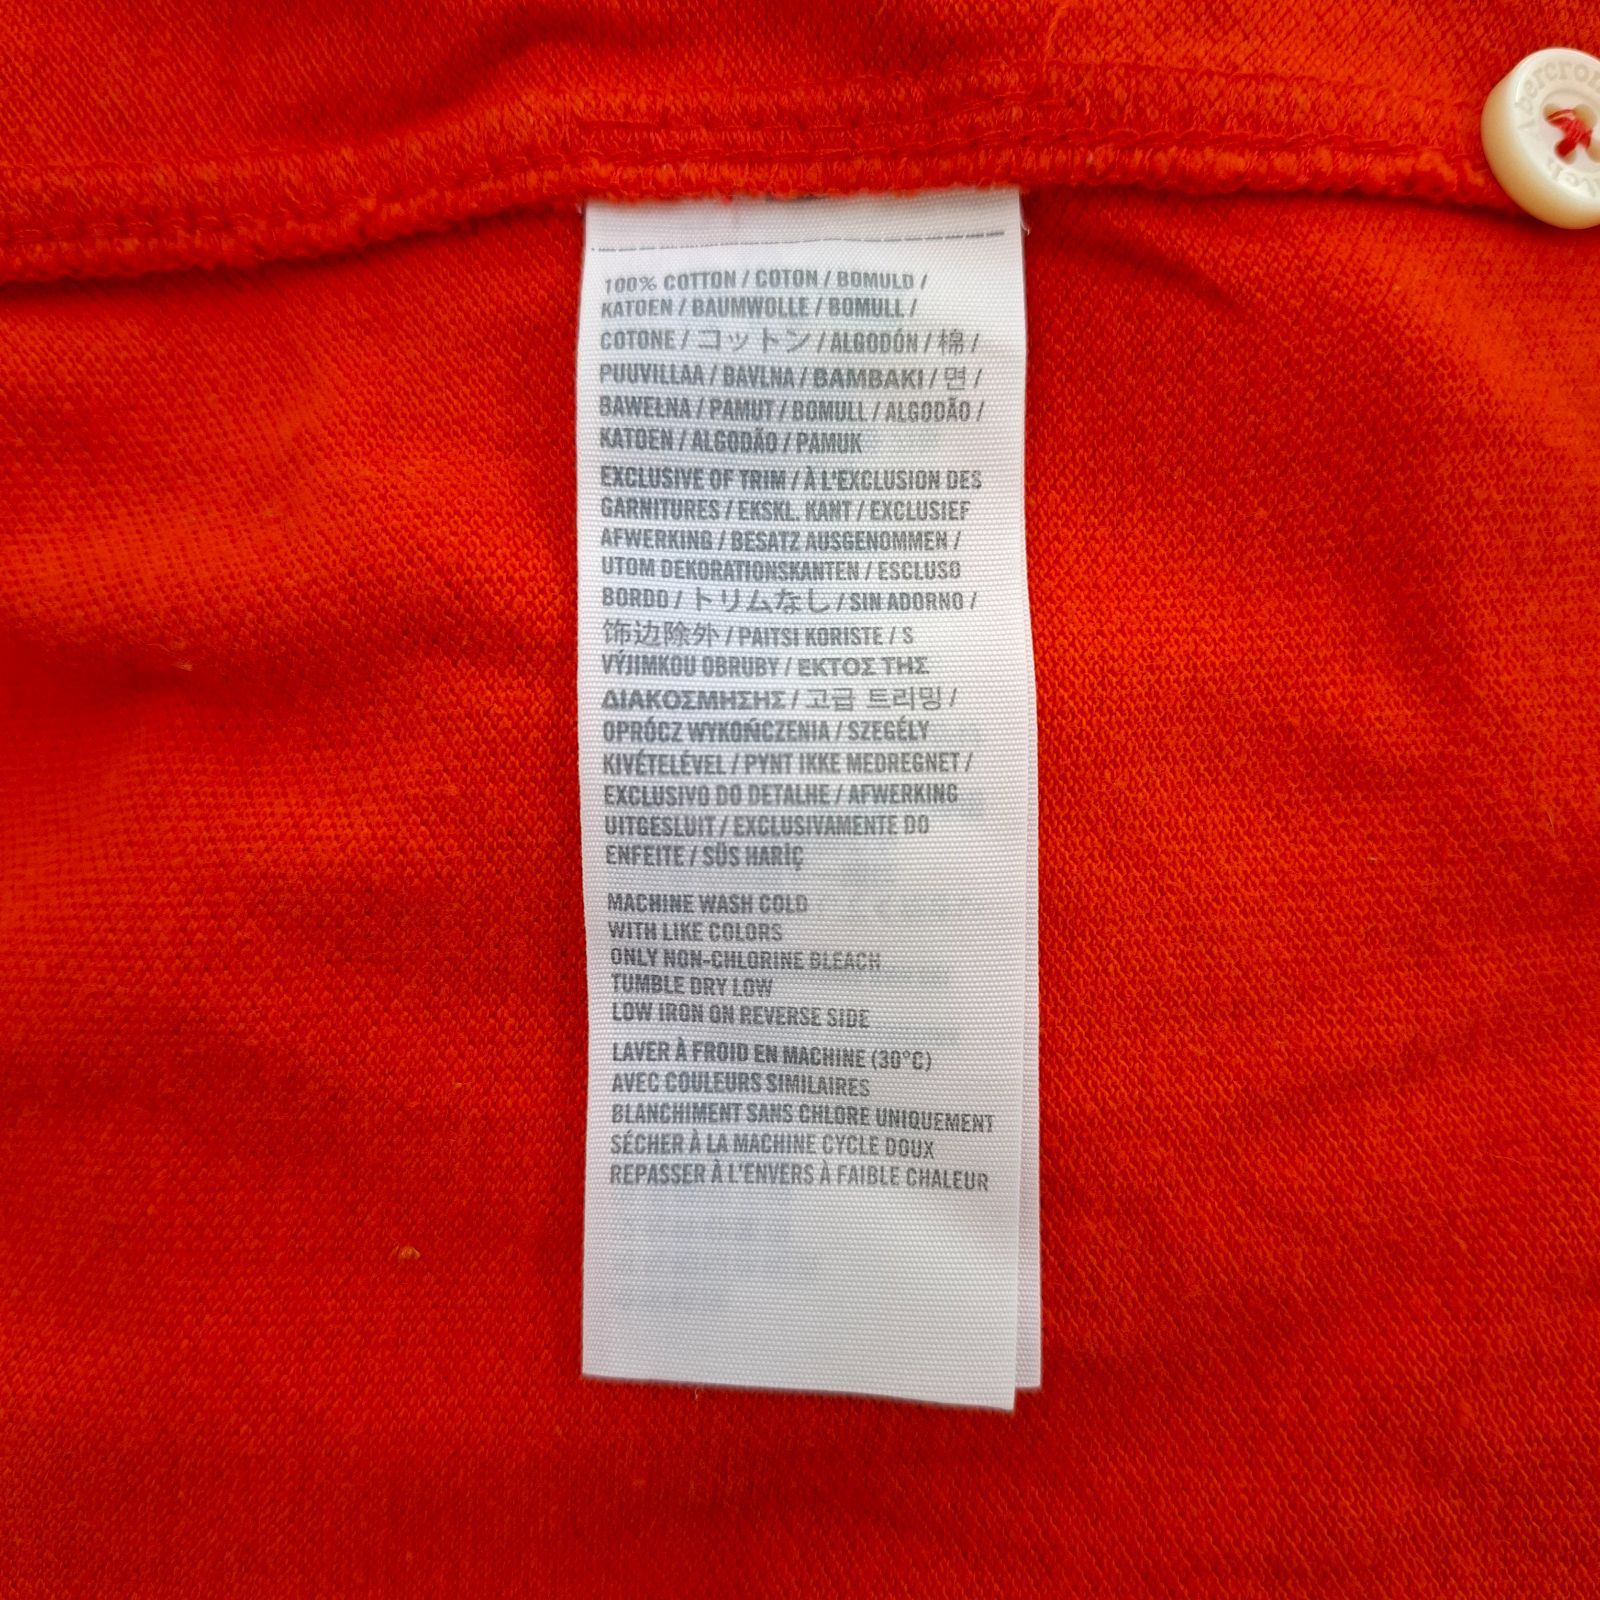 100% COTTON / COTON / BOMULD /
KATOEN / BAUMWOLLE / BOMULL /
COTONE / コットン / ALGODÓN / 棉 /
PUUVILLAA / BAVLNA / BAMBAKI / 면 /
BAWEŁNA / PAMUT / BOMULL / ALGODÃO /
KATOEN / ALGODÃO / PAMUK
EXCLUSIVE OF TRIM / À L'EXCLUSION DES
GARNITURES / EKSKL. KANT / EXCLUSIEF
AFWERKING / BESATZ AUSGENOMMEN /
UTOM DEKORATIONSKANTEN / ESCLUSO
BORDO / トリムなし / SIN ADORNO /
饰边除外 / PAITSI KORISTE / S
VÝJIMKOU OBRUBY / ΕΚΤΟΣ ΤΗΣ
ΔΙΑΚΟΣΜΗΣΗΣ / 고급 트리밍 /
OPRÓCZ WYKOŃCZENIA / SZEGÉLY
KIVÉTELÉVEL / PYNT IKKE MEDREGNET /
EXCLUSIVO DO DETALHE / AFWERKING
UITGESLUIT / EXCLUSIVAMENTE DO
ENFEITE / SÜS HARİÇ
MACHINE WASH COLD
WITH LIKE COLORS
ONLY NON-CHLORINE BLEACH
TUMBLE DRY LOW
LOW IRON ON REVERSE SIDE
LAVER À FROID EN MACHINE (30°C)
AVEC COULEURS SIMILAIRES
BLANCHIMENT SANS CHLORE UNIQUEMENT
SÉCHER À LA MACHINE CYCLE DOUX
REPASSER À L'ENVERS À FAIBLE CHALEUR